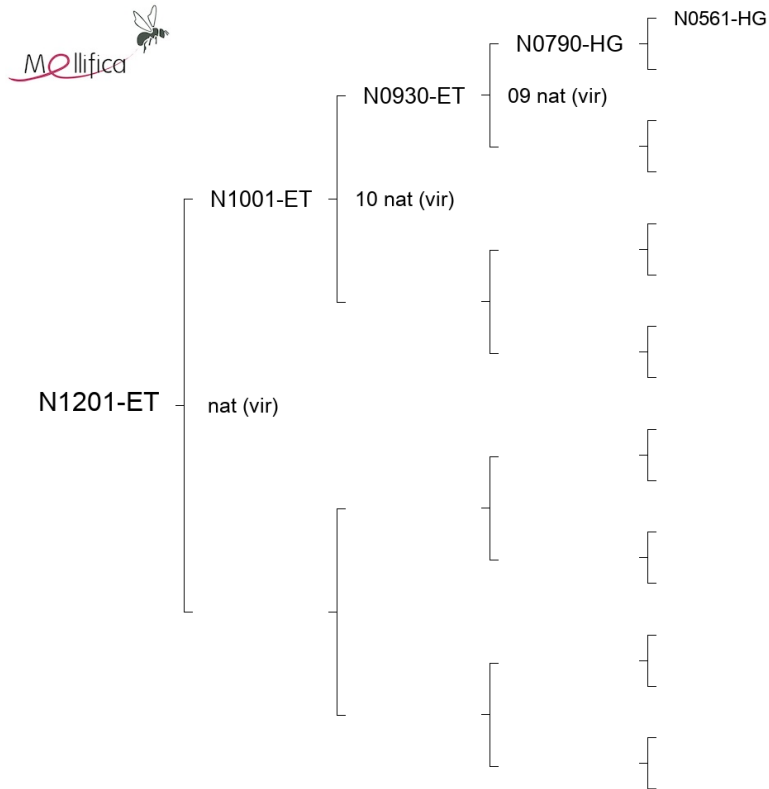 Mellifica
N0561-HG
N0790-HG
N0930-ET
09 nat (vir)
N1001-ET
10 nat (vir)
N1201-ET
nat (vir)